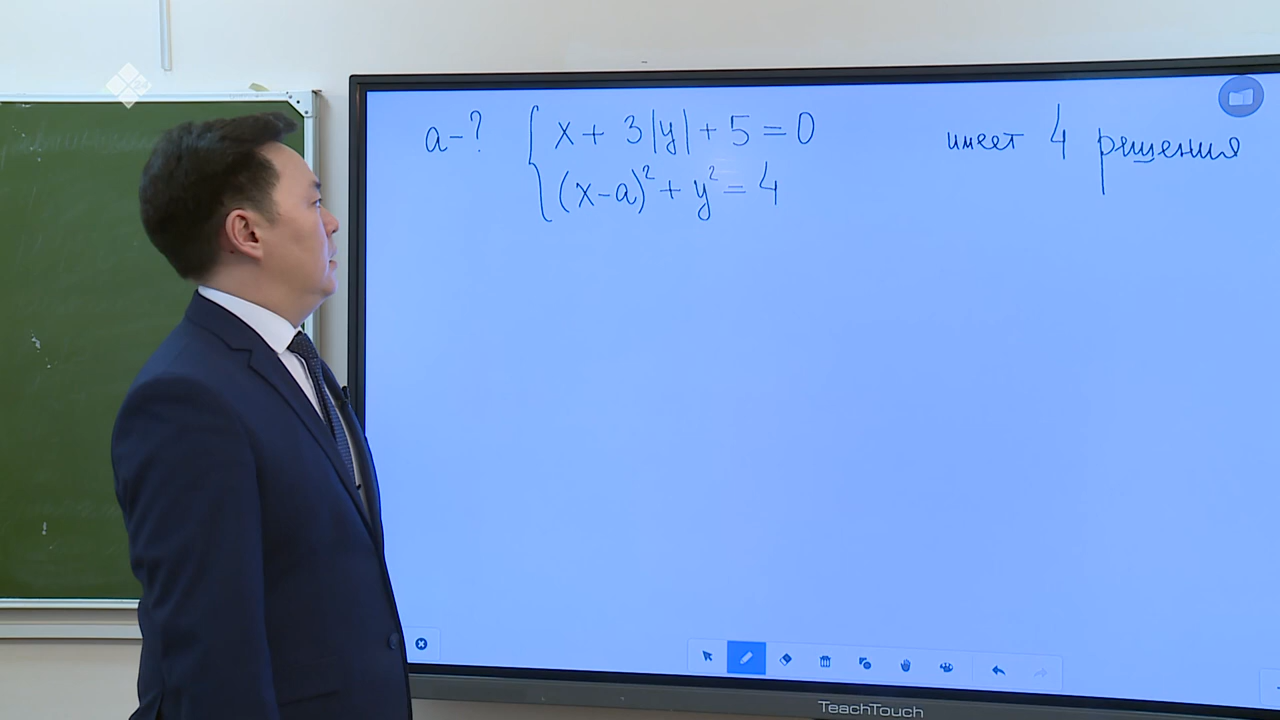 a-? { x + 3|y| + 5 = 0
(x-a)² + y² = 4
имеет 4 решения
TeachTouch